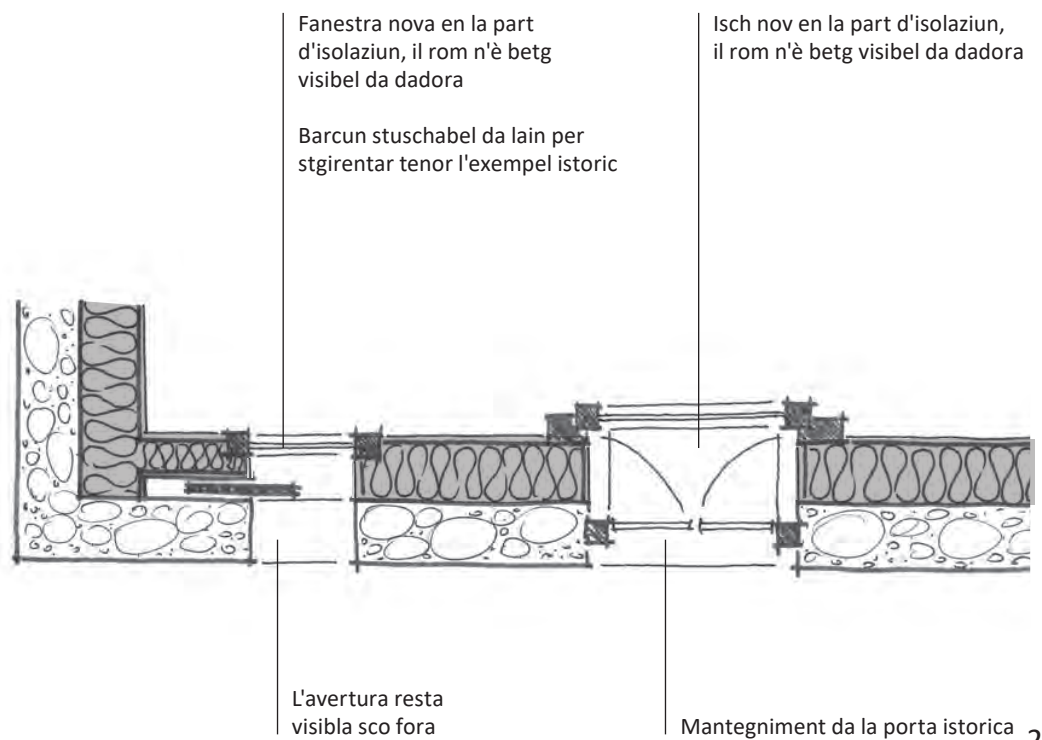 Fanestra nova en la part
d'isolaziun, il rom n'è betg
visibel da dadora
Barcun stuschabel da lain per
stgirentar tenor l'exempel istoric
Isch nov en la part d'isolaziun,
il rom n'è betg visibel da dadora
L'avertura resta
visibla sco fora
Mantegniment da la porta istorica